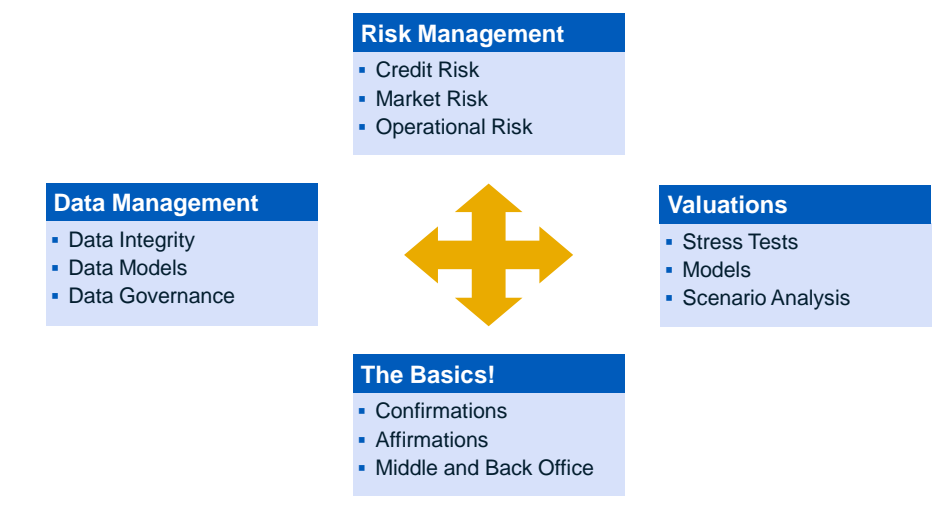 Risk Management
▪ Credit Risk
▪ Market Risk
▪ Operational Risk
Data Management
▪ Data Integrity
▪ Data Models
▪ Data Governance
Valuations
▪ Stress Tests
▪ Models
▪ Scenario Analysis
The Basics!
▪ Confirmations
▪ Affirmations
▪ Middle and Back Office